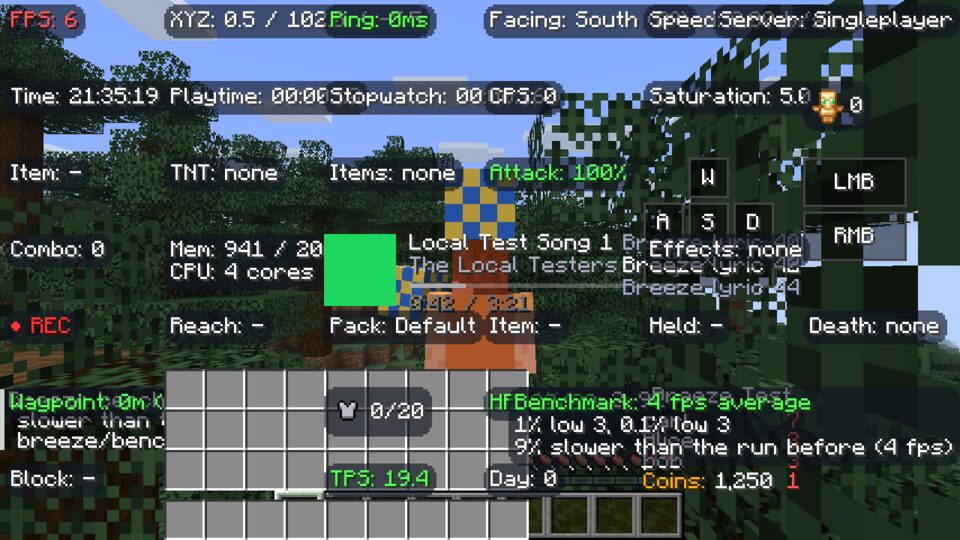 FPS: 6
XYZ: 0.5 / 102
Ping: 0ms
Facing: South
Speed
Server: Singleplayer
Time: 21:35:19
Playtime: 00:00
Stopwatch: 00
CPS: 0
Saturation: 5.0
0
Item: -
TNT: none
Items: none
Attack: 100%
W
A
S
D
LMB
RMB
Combo: 0
Mem: 941 / 20
CPU: 4 cores
Local Test Song 1
The Local Testers
3:21
Effects: none
Breeze lyric
Breeze lyric 44
REC
Reach: -
Pack: Default
Item: -
Held: -
Death: none
Waypoint: 0m
slower than
breeze/benc
0/20
Benchmark: 4 fps average
1% low 3, 0.1% low 3
9% slower than the run before (4 fps)
Block: -
TPS: 19.4
Day: 0
Coins: 1,250
1